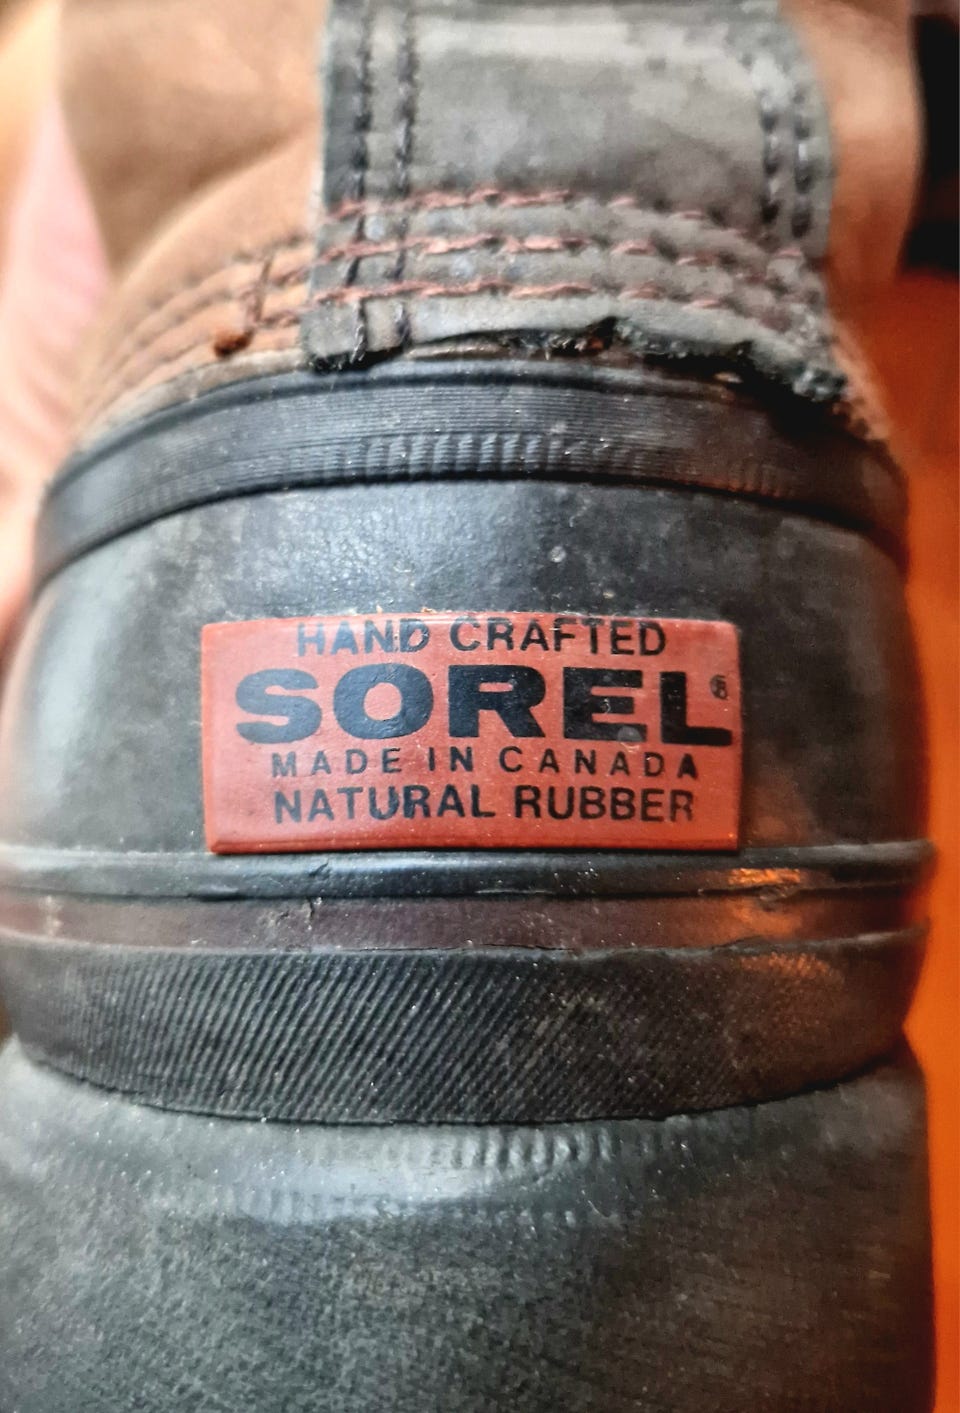 HAND CRAFTED
SOREL®
MADE IN CANADA
NATURAL RUBBER